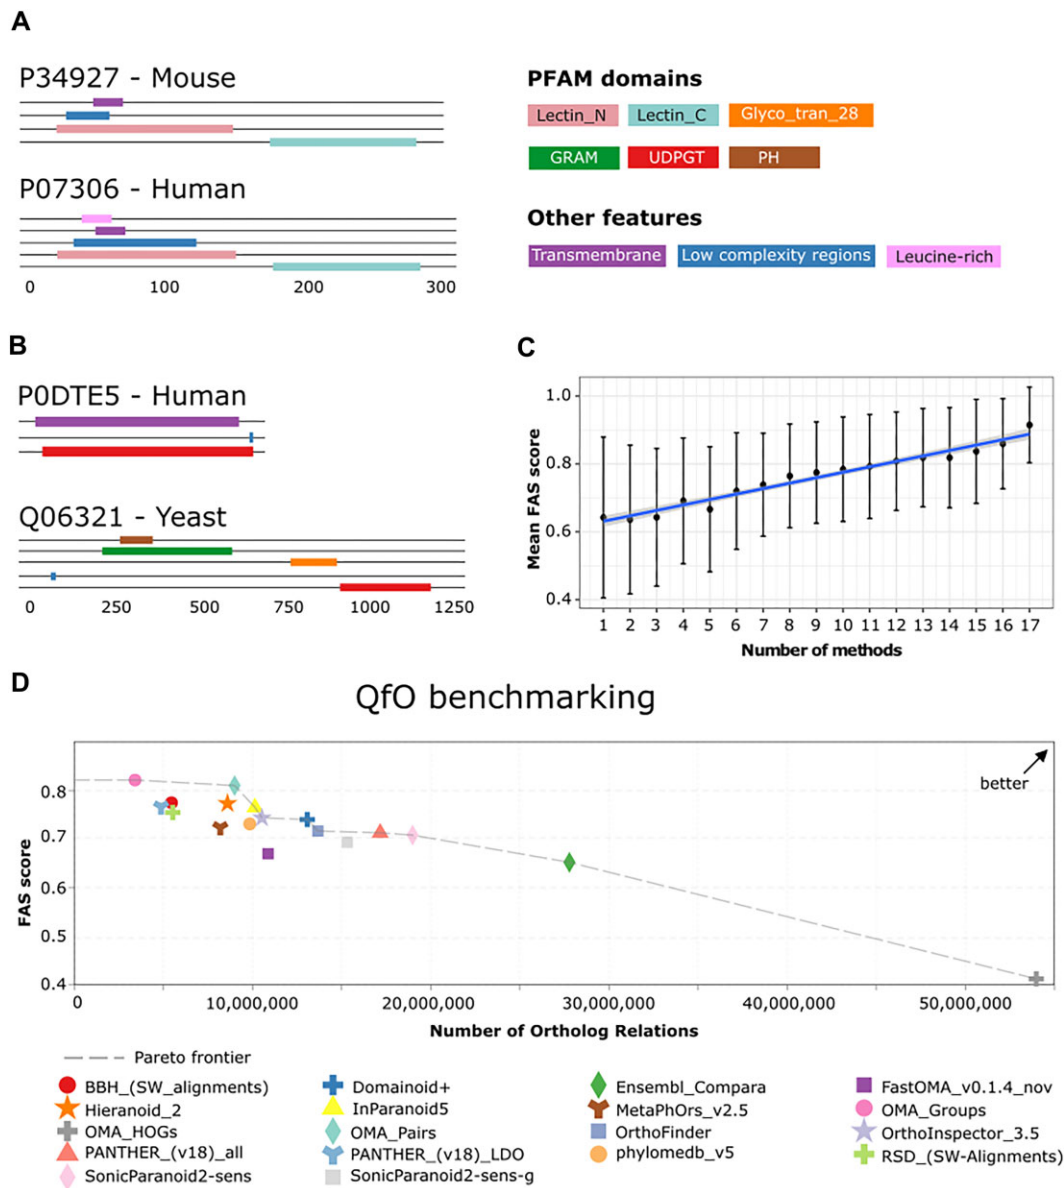 A
P34927 - Mouse
P07306 - Human
0 100 200 300
PFAM domains
Lectin_N Lectin_C Glyco_tran_28
GRAM UDPGT PH
Other features
Transmembrane Low complexity regions Leucine-rich
B
P0DTE5 - Human
Q06321 - Yeast
0 250 500 750 1000 1250
C
Mean FAS score
1.0
0.8
0.6
0.4
1 2 3 4 5 6 7 8 9 10 11 12 13 14 15 16 17
Number of methods
D
QfO benchmarking
better
FAS score
0.8
0.7
0.6
0.5
0.4
0 10,000,000 20,000,000 30,000,000 40,000,000 50,000,000
Number of Ortholog Relations
Pareto frontier
BBH_(SW_alignments) Domainoid+ Ensembl_Compara FastOMA_v0.1.4_nov
Hieranoid_2 InParanoid5 MetaPhOrs_v2.5 OMA_Groups
OMA_HOGs OMA_Pairs OrthoFinder OrthoInspector_3.5
PANTHER_(v18)_all PANTHER_(v18)_LDO phylomedb_v5 RSD_(SW-Alignments)
SonicParanoid2-sens SonicParanoid2-sens-g